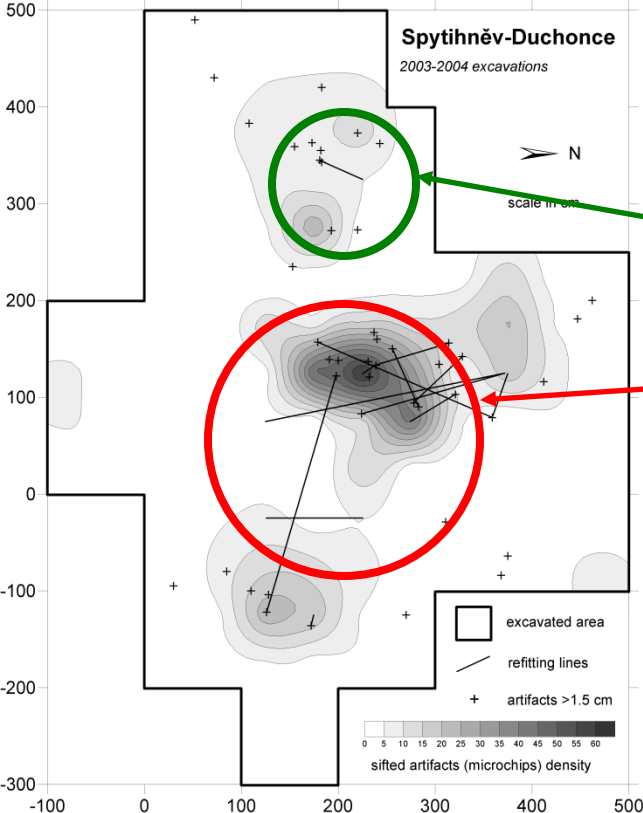 500
Spytihněv-Duchonce
2003-2004 excavations
400
N
300
scale in cm
200
100
0
-100
excavated area
refitting lines
artifacts >1.5 cm
-200
0 5 10 15 20 25 30 35 40 45 50 55 60
sifted artifacts (microchips) density
-300
-100 0 100 200 300 400 500